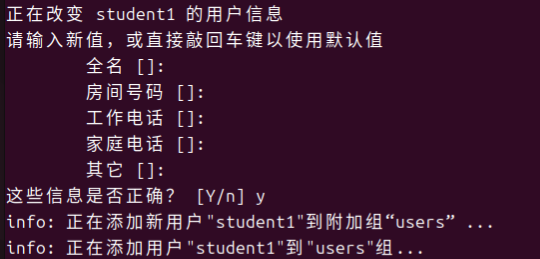 正在改变 student1 的用户信息
请输入新值，或直接敲回车键以使用默认值
全名 []:
房间号码 []:
工作电话 []:
家庭电话 []:
其它 []:
这些信息是否正确？ [Y/n] y
info: 正在添加新用户"student1"到附加组“users” ...
info: 正在添加用户"student1"到"users"组...